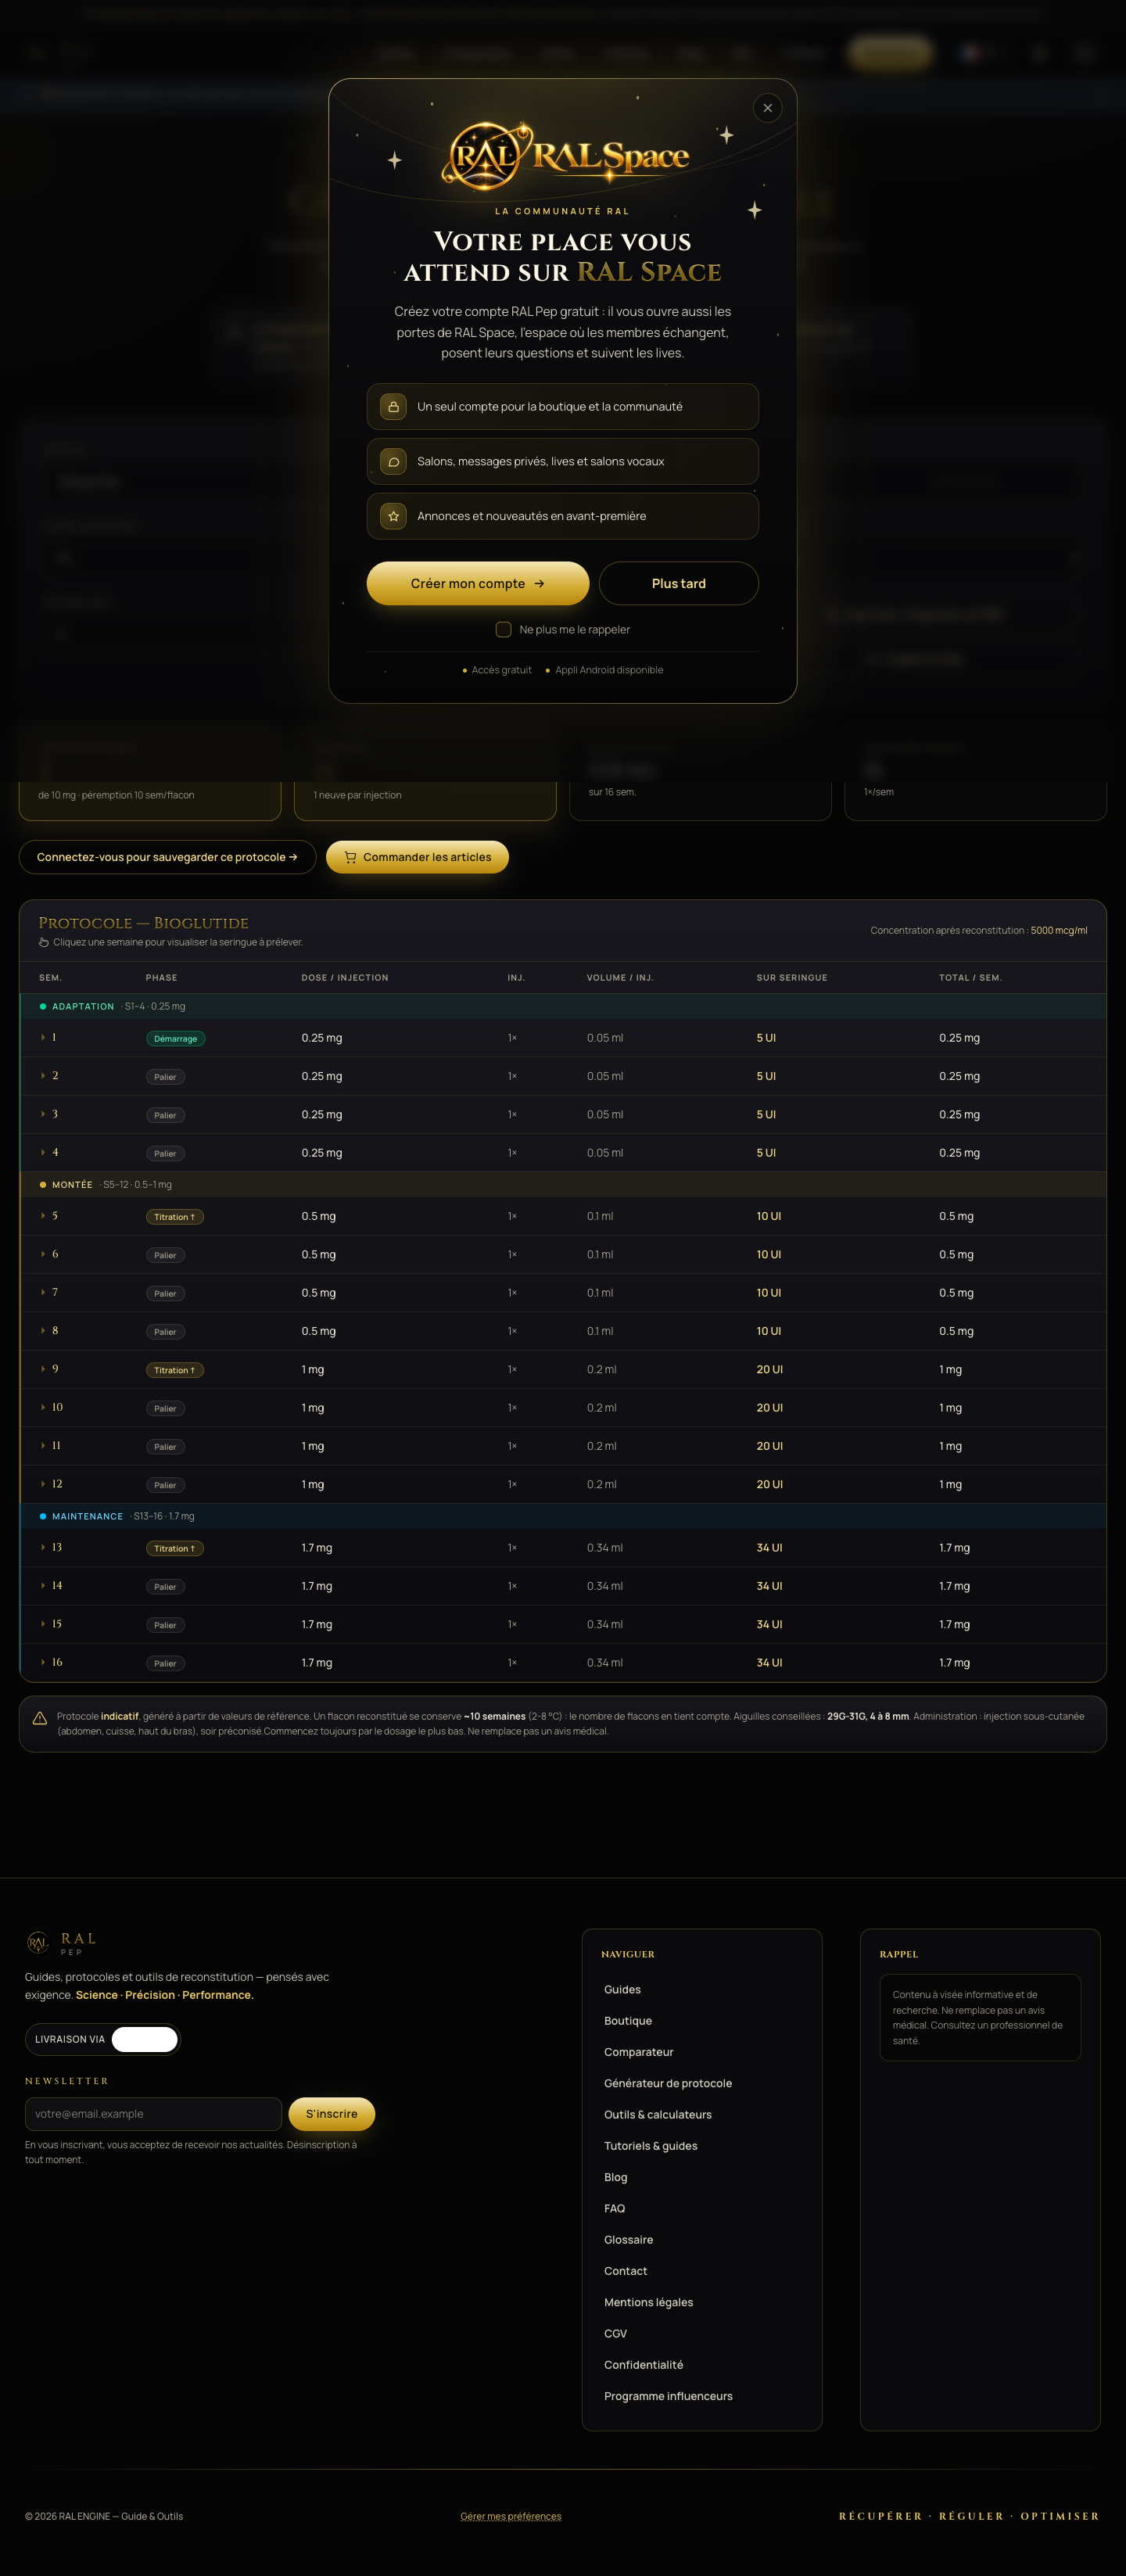 RAL RAL Space
LA COMMUNAUTÉ RAL
VOTRE PLACE VOUS
ATTEND SUR RAL SPACE
Créez votre compte RAL Pep gratuit : il vous ouvre aussi les
portes de RAL Space, l'espace où les membres échangent,
posent leurs questions et suivent les lives.
Un seul compte pour la boutique et la communauté
Salons, messages privés, lives et salons vocaux
Annonces et nouveautés en avant-première
Créer mon compte →
Plus tard
Ne plus me le rappeler
Accès gratuit
Appli Android disponible
de 10 mg · péremption 10 sem/flacon
1 neuve par injection
sur 16 sem.
1×/sem
Connectez-vous pour sauvegarder ce protocole →
Commander les articles
PROTOCOLE — BIOGLUTIDE
Cliquez une semaine pour visualiser la seringue à prélever.
Concentration après reconstitution : 5000 mcg/ml
SEM. PHASE DOSE / INJECTION INJ. VOLUME / INJ. SUR SERINGUE TOTAL / SEM.
ADAPTATION · S1–4 · 0.25 mg
1 Démarrage 0.25 mg 1× 0.05 ml 5 UI 0.25 mg
2 Palier 0.25 mg 1× 0.05 ml 5 UI 0.25 mg
3 Palier 0.25 mg 1× 0.05 ml 5 UI 0.25 mg
4 Palier 0.25 mg 1× 0.05 ml 5 UI 0.25 mg
MONTÉE · S5–12 · 0.5–1 mg
5 Titration ↑ 0.5 mg 1× 0.1 ml 10 UI 0.5 mg
6 Palier 0.5 mg 1× 0.1 ml 10 UI 0.5 mg
7 Palier 0.5 mg 1× 0.1 ml 10 UI 0.5 mg
8 Palier 0.5 mg 1× 0.1 ml 10 UI 0.5 mg
9 Titration ↑ 1 mg 1× 0.2 ml 20 UI 1 mg
10 Palier 1 mg 1× 0.2 ml 20 UI 1 mg
11 Palier 1 mg 1× 0.2 ml 20 UI 1 mg
12 Palier 1 mg 1× 0.2 ml 20 UI 1 mg
MAINTENANCE · S13–16 · 1.7 mg
13 Titration ↑ 1.7 mg 1× 0.34 ml 34 UI 1.7 mg
14 Palier 1.7 mg 1× 0.34 ml 34 UI 1.7 mg
15 Palier 1.7 mg 1× 0.34 ml 34 UI 1.7 mg
16 Palier 1.7 mg 1× 0.34 ml 34 UI 1.7 mg
Protocole indicatif, généré à partir de valeurs de référence. Un flacon reconstitué se conserve ~10 semaines (2-8 °C) : le nombre de flacons en tient compte. Aiguilles conseillées : 29G-31G, 4 à 8 mm. Administration : injection sous-cutanée
(abdomen, cuisse, haut du bras), soir préconisé.Commencez toujours par le dosage le plus bas. Ne remplace pas un avis médical.
RAL
PEP
Guides, protocoles et outils de reconstitution — pensés avec
exigence. Science · Précision · Performance.
LIVRAISON VIA
NEWSLETTER
votre@email.example
S'inscrire
En vous inscrivant, vous acceptez de recevoir nos actualités. Désinscription à
tout moment.
NAVIGUER
Guides
Boutique
Comparateur
Générateur de protocole
Outils & calculateurs
Tutoriels & guides
Blog
FAQ
Glossaire
Contact
Mentions légales
CGV
Confidentialité
Programme influenceurs
RAPPEL
Contenu à visée informative et de
recherche. Ne remplace pas un avis
médical. Consultez un professionnel de
santé.
© 2026 RAL ENGINE — Guide & Outils
Gérer mes préférences
RÉCUPÉRER · RÉGULER · OPTIMISER